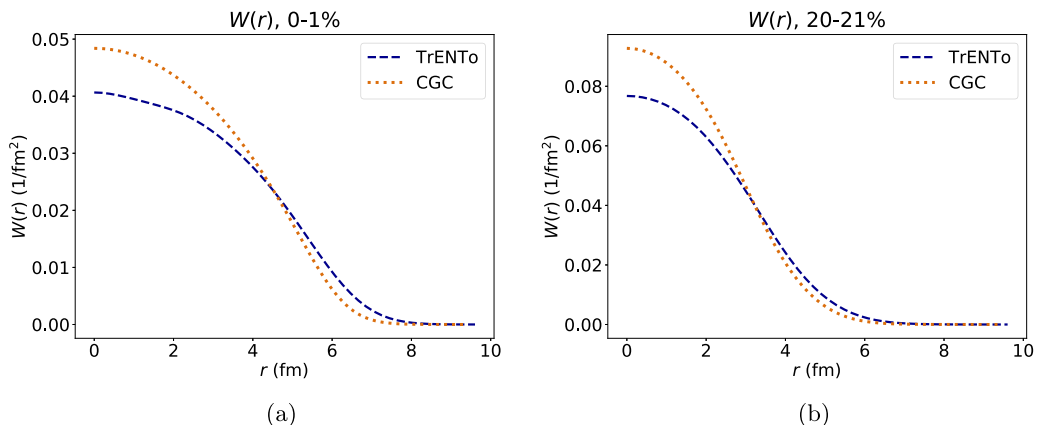 W(r), 0-1%
W(r) (1/fm²)
0.05
0.04
0.03
0.02
0.01
0.00
0
2
4
6
8
10
r (fm)
TrENTo
CGC
(a)
W(r), 20-21%
W(r) (1/fm²)
0.08
0.06
0.04
0.02
0.00
0
2
4
6
8
10
r (fm)
TrENTo
CGC
(b)